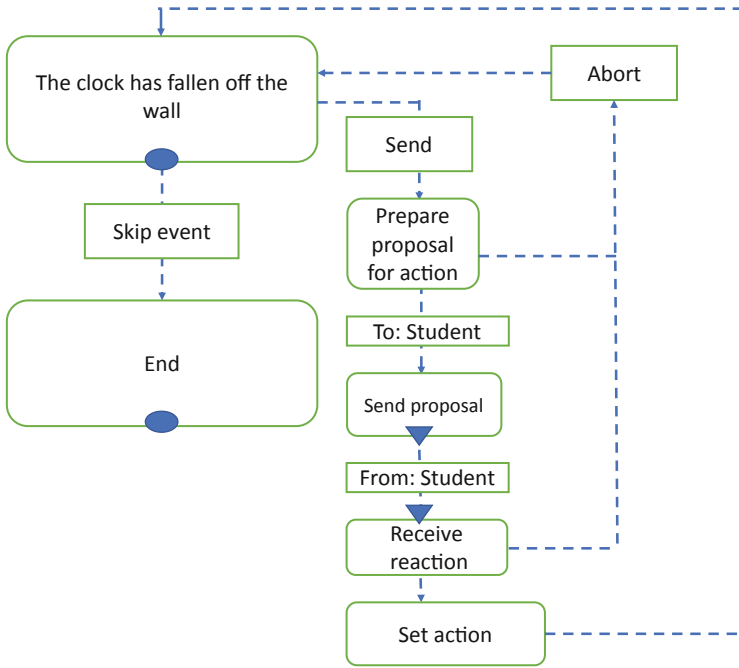 The clock has fallen off the
wall
Abort
Send
Skip event
Prepare
proposal
for action
To: Student
End
Send proposal
From: Student
Receive
reaction
Set action